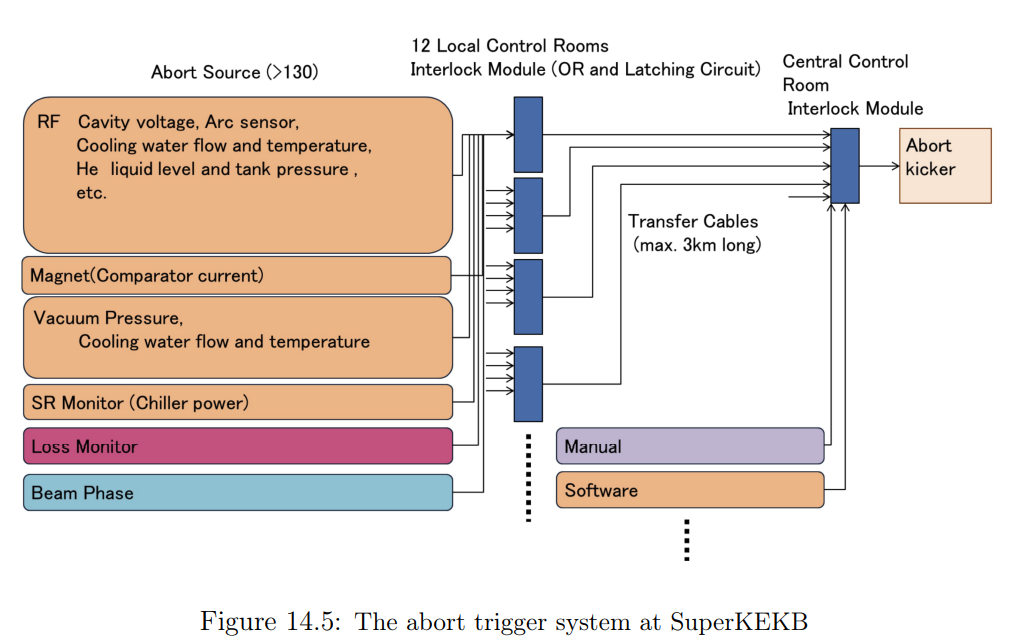 12 Local Control Rooms
Interlock Module (OR and Latching Circuit)
Abort Source (>130)
Central Control
Room
Interlock Module
RF Cavity voltage, Arc sensor,
Cooling water flow and temperature,
He liquid level and tank pressure ,
etc.
Abort
kicker
Transfer Cables
(max. 3km long)
Magnet(Comparator current)
Vacuum Pressure,
Cooling water flow and temperature
SR Monitor (Chiller power)
Loss Monitor
Beam Phase
Manual
Software
Figure 14.5: The abort trigger system at SuperKEKB